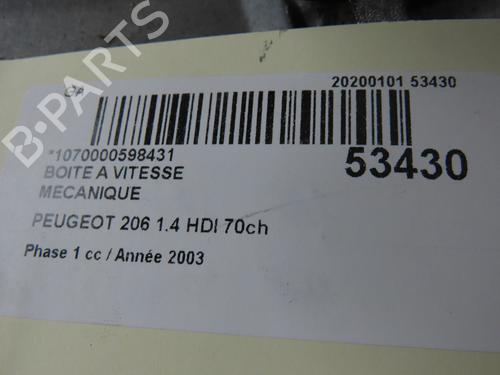 20200101 53430
*1070000598431
53430
BOITE A VITESSE
MECANIQUE
PEUGEOT 206 1.4 HDI 70ch
Phase 1 cc / Année 2003
B-PARTS